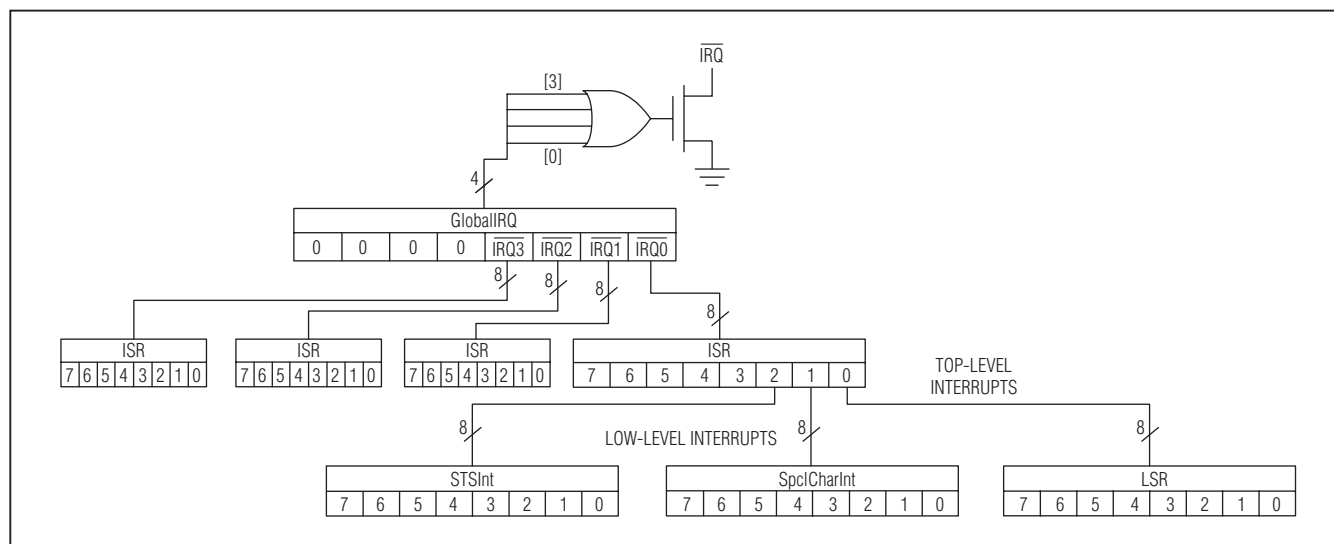 IRQ
[3]
[0]
4
GlobalIRQ
0 0 0 0 IRQ3 IRQ2 IRQ1 IRQ0
8 8 8 8
ISR ISR ISR ISR
7 6 5 4 3 2 1 0 7 6 5 4 3 2 1 0 7 6 5 4 3 2 1 0 7 6 5 4 3 2 1 0
TOP-LEVEL
INTERRUPTS
8 LOW-LEVEL INTERRUPTS 8 8
STSInt SpclCharInt LSR
7 6 5 4 3 2 1 0 7 6 5 4 3 2 1 0 7 6 5 4 3 2 1 0